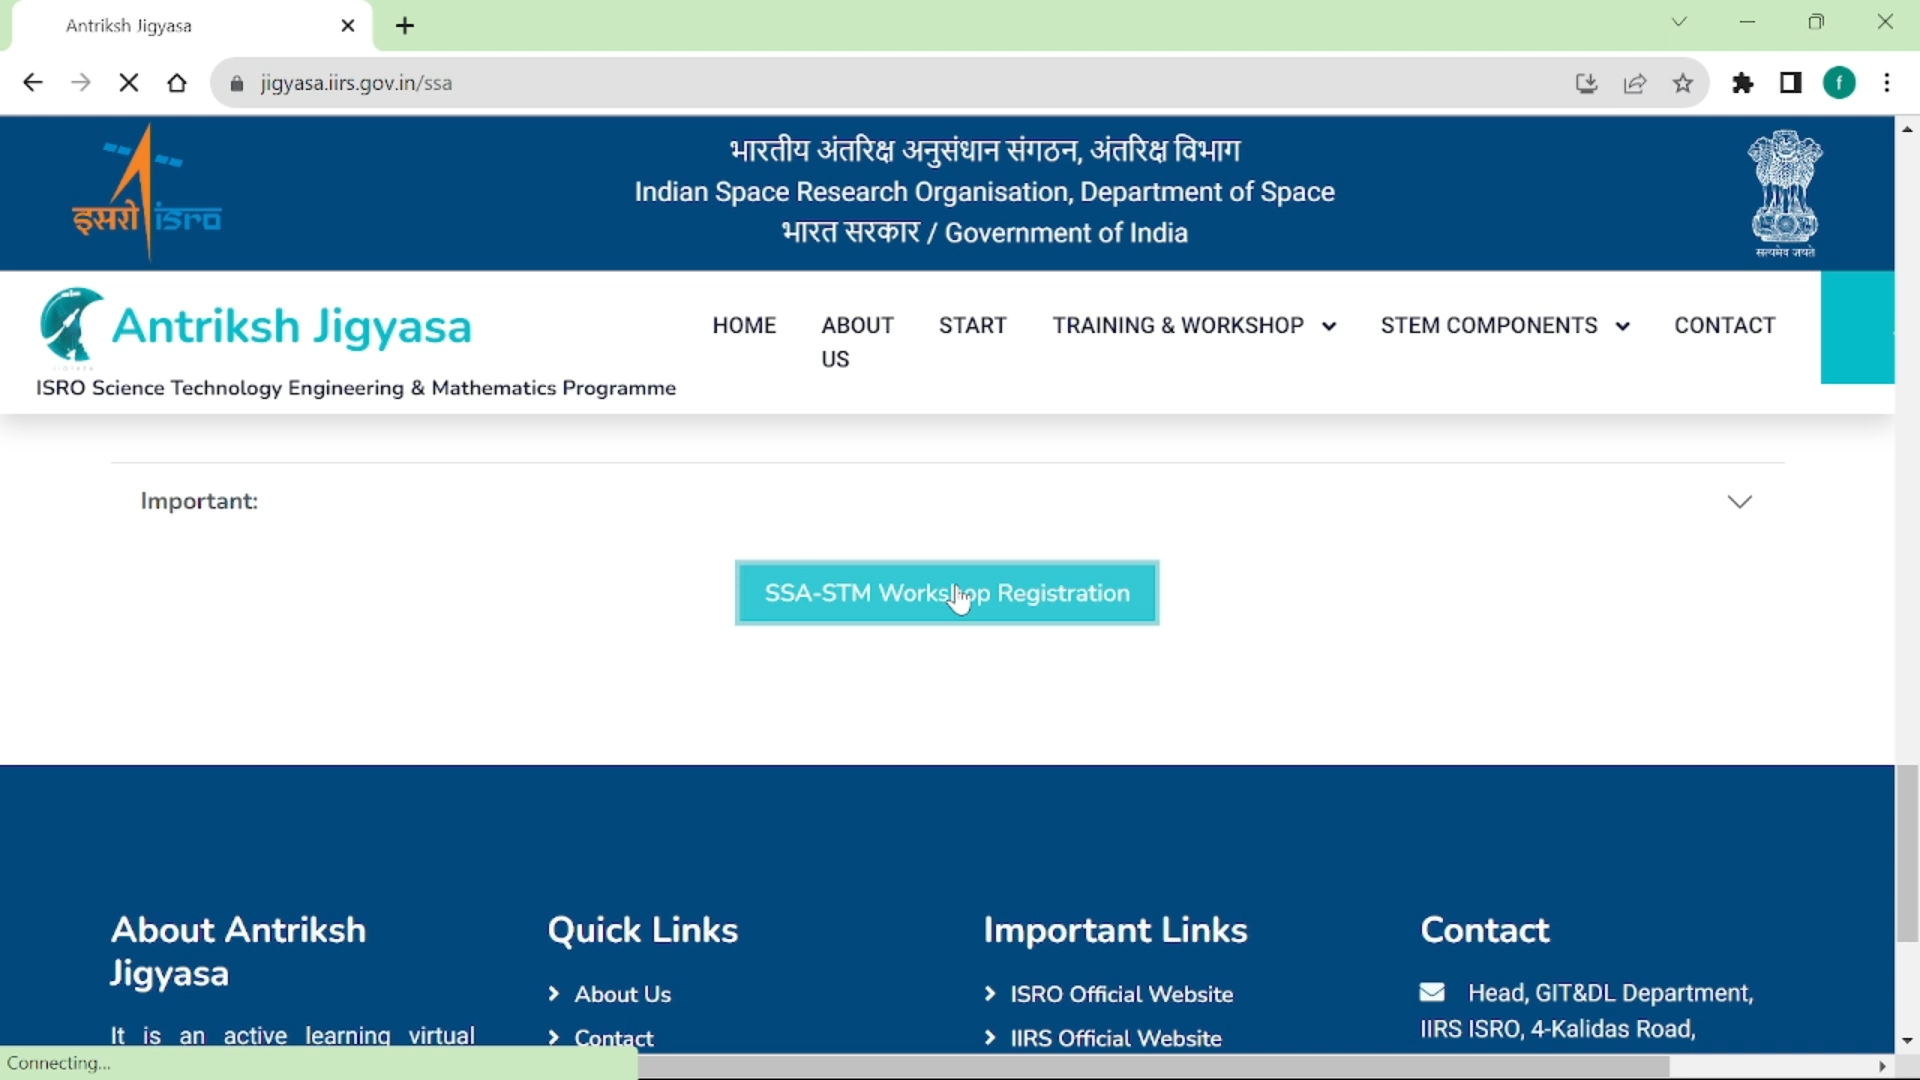 Antriksh Jigyasa
jigyasa.iirs.gov.in/ssa
f
भारतीय अंतरिक्ष अनुसंधान संगठन, अंतरिक्ष विभाग
Indian Space Research Organisation, Department of Space
भारत सरकार / Government of India
इसरो isro
सत्यमेव जयते
Antriksh Jigyasa
ISRO Science Technology Engineering & Mathematics Programme
HOME ABOUT US START TRAINING & WORKSHOP STEM COMPONENTS CONTACT
Important:
SSA-STM Workshop Registration
About Antriksh Jigyasa
It is an active learning virtual
Quick Links
About Us
Contact
Important Links
ISRO Official Website
IIRS Official Website
Contact
Head, GIT&DL Department,
IIRS ISRO, 4-Kalidas Road,
Connecting...